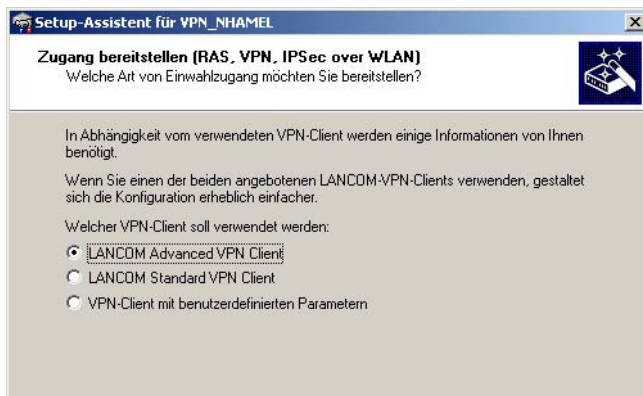 Setup-Assistent für VPN_NHAMEL
Zugang bereitstellen (RAS, VPN, IPSec over WLAN)
Welche Art von Einwahlzugang möchten Sie bereitstellen?
In Abhängigkeit vom verwendeten VPN-Client werden einige Informationen von Ihnen
benötigt.
Wenn Sie einen der beiden angebotenen LANCOM-VPN-Clients verwenden, gestaltet
sich die Konfiguration erheblich einfacher.
Welcher VPN-Client soll verwendet werden:
LANCOM Advanced VPN Client
LANCOM Standard VPN Client
VPN-Client mit benutzerdefinierten Parametern